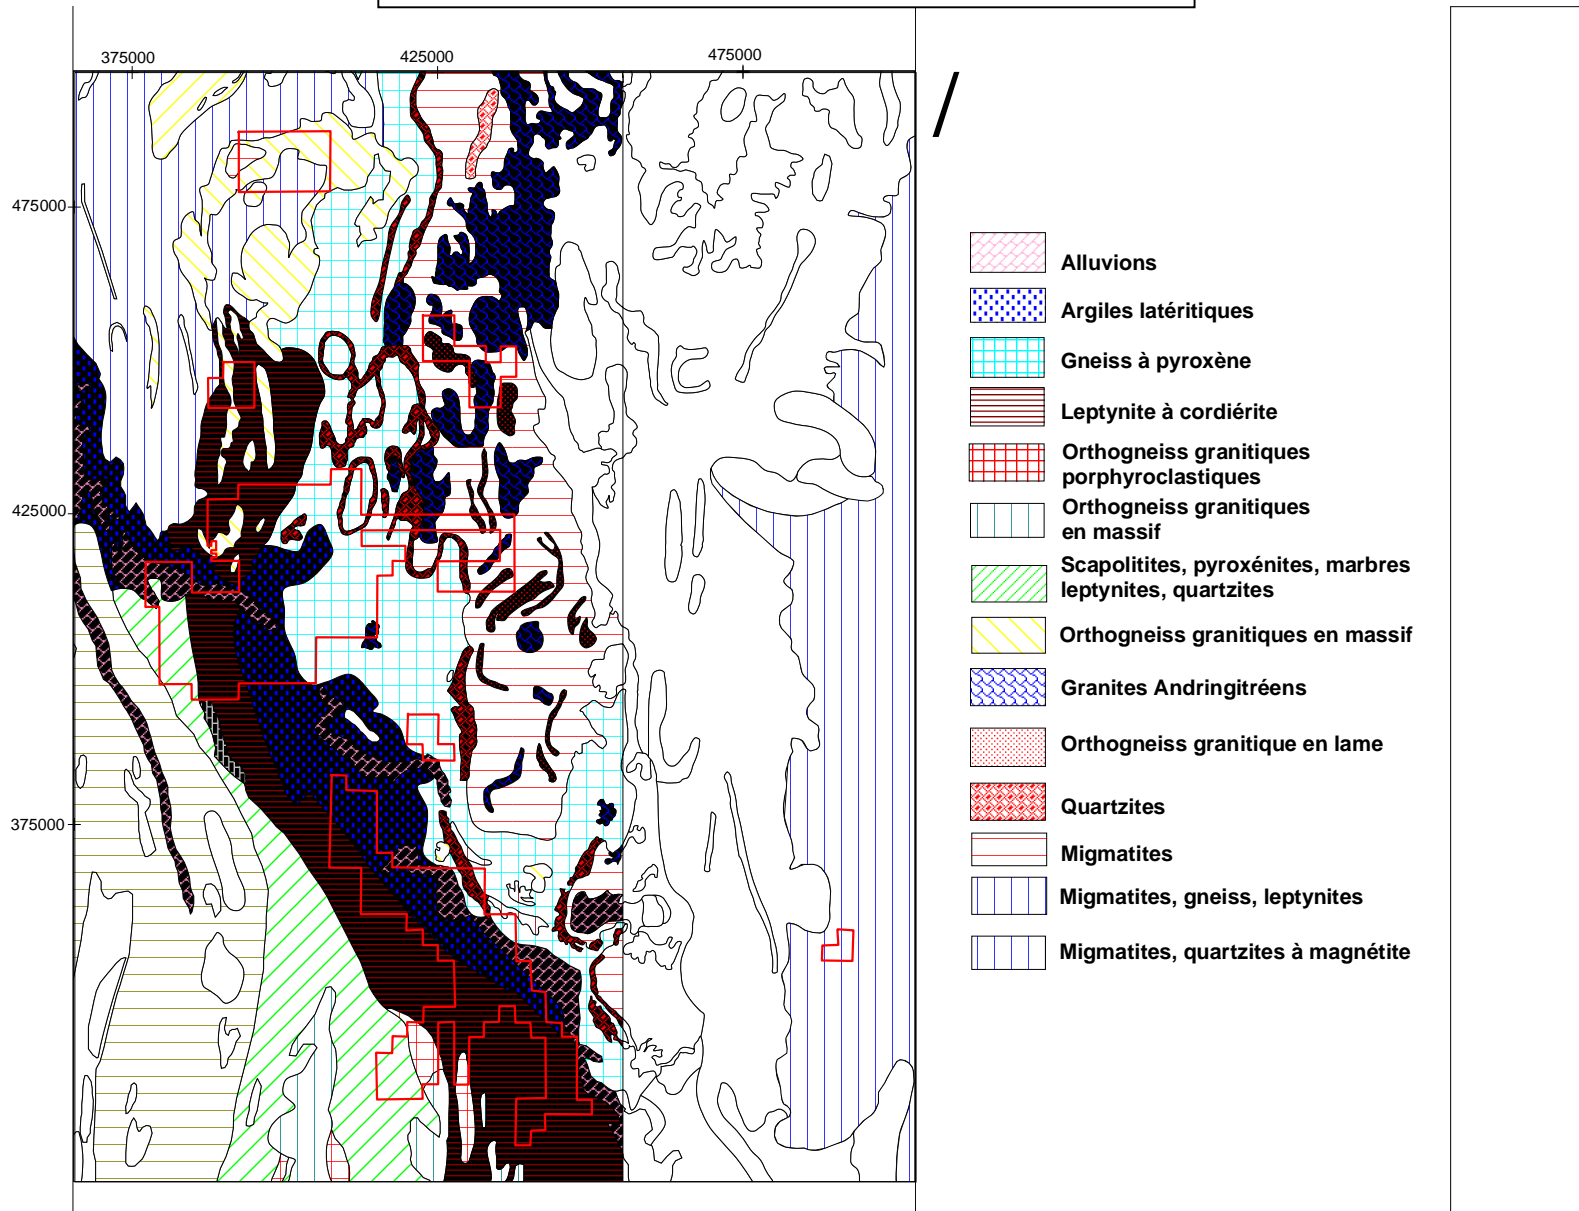 375000
425000
475000
475000
425000
375000
/
Alluvions
Argiles latéritiques
Gneiss à pyroxène
Leptynite à cordiérite
Orthogneiss granitiques
porphyroclastiques
Orthogneiss granitiques
en massif
Scapolitites, pyroxénites, marbres
leptynites, quartzites
Orthogneiss granitiques en massif
Granites Andringitréens
Orthogneiss granitique en lame
Quartzites
Migmatites
Migmatites, gneiss, leptynites
Migmatites, quartzites à magnétite